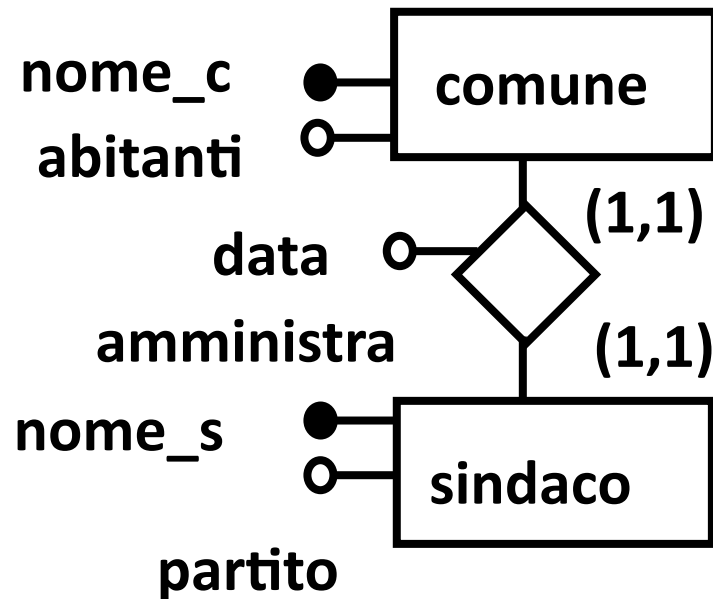 nome_c
comune
abitanti
(1,1)
data
amministra
(1,1)
nome_s
sindaco
partito